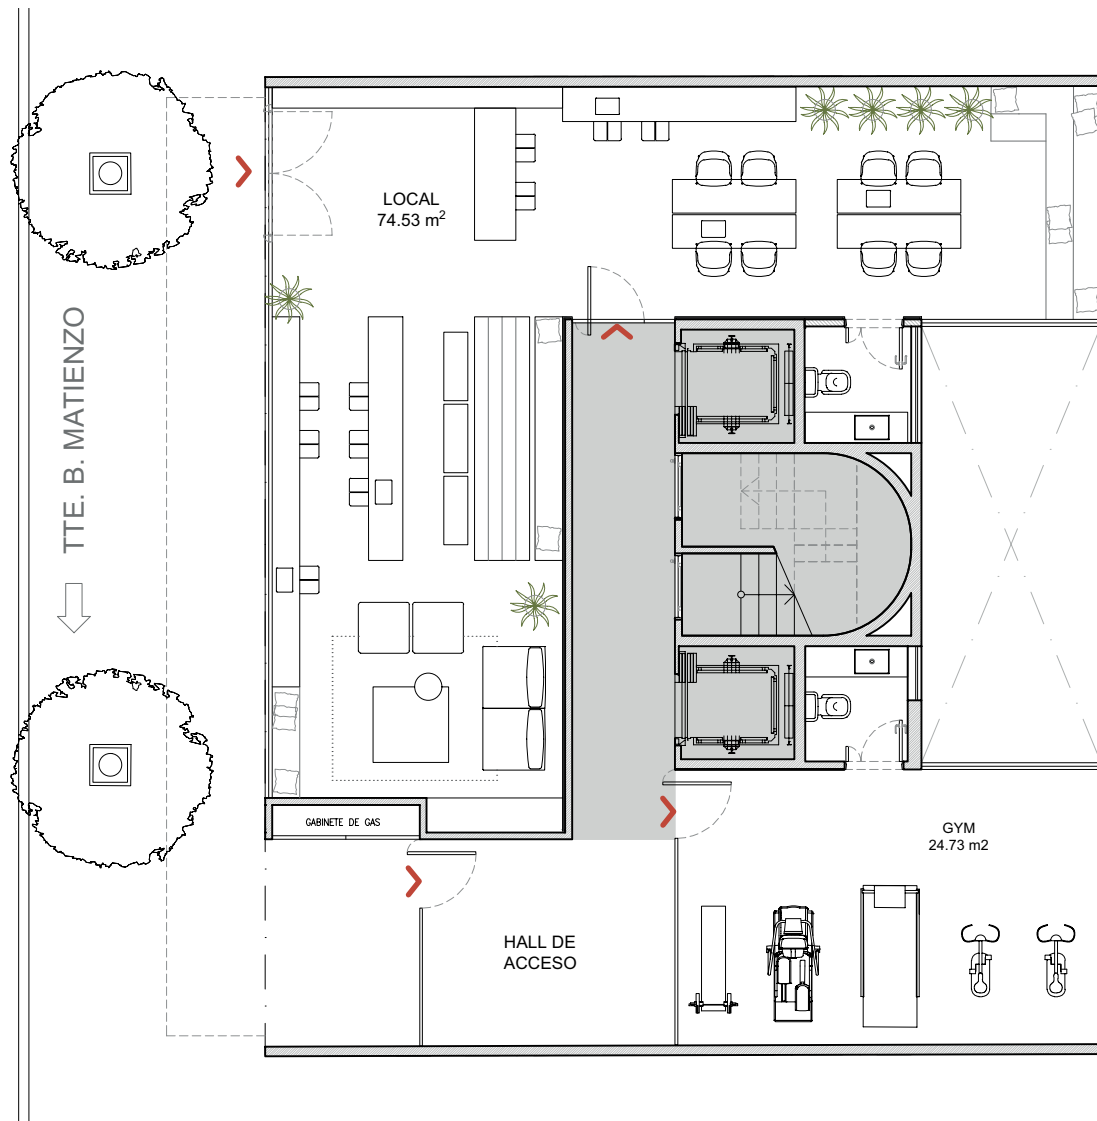 LOCAL
74.53 m²
TTE. B. MATIENZO
GABINETE DE GAS
GYM
24.73 m2
HALL DE
ACCESO